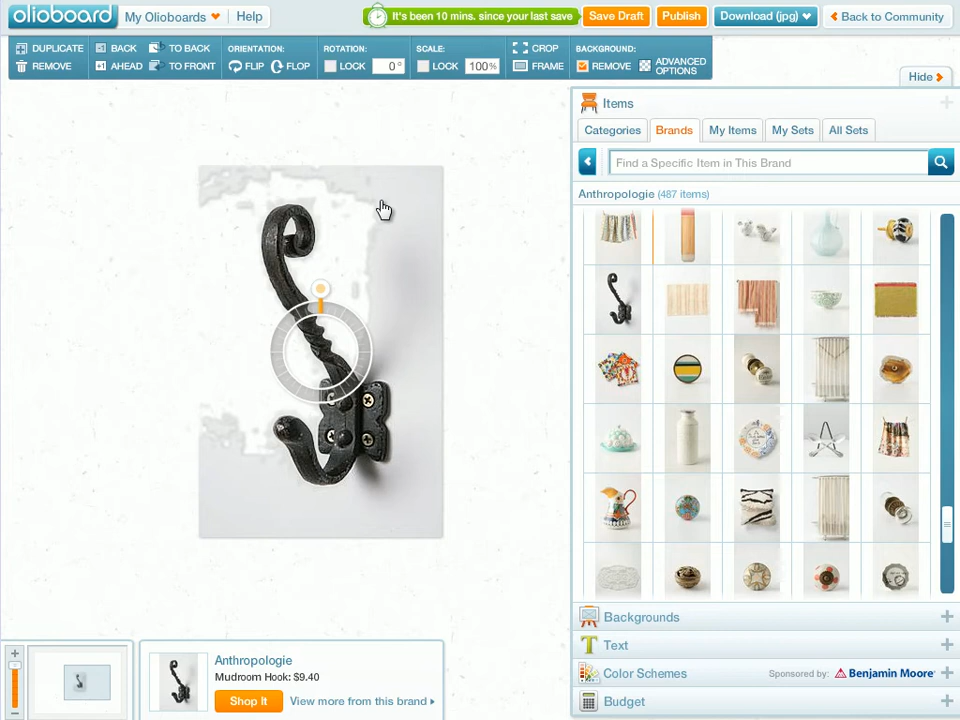 olioboard
My Olioboards
Help
It's been 10 mins. since your last save
Save Draft
Publish
Download (jpg)
Back to Community
DUPLICATE
REMOVE
BACK
TO BACK
AHEAD
TO FRONT
ORIENTATION:
FLIP
FLOP
ROTATION:
LOCK
0°
SCALE:
LOCK
100%
CROP
FRAME
BACKGROUND:
REMOVE
ADVANCED
OPTIONS
Hide
Items
Categories
Brands
My Items
My Sets
All Sets
Find a Specific Item in This Brand
Anthropologie (487 items)
Backgrounds
Text
Color Schemes
Sponsored by: Benjamin Moore
Budget
Anthropologie
Mudroom Hook: $9.40
Shop It
View more from this brand